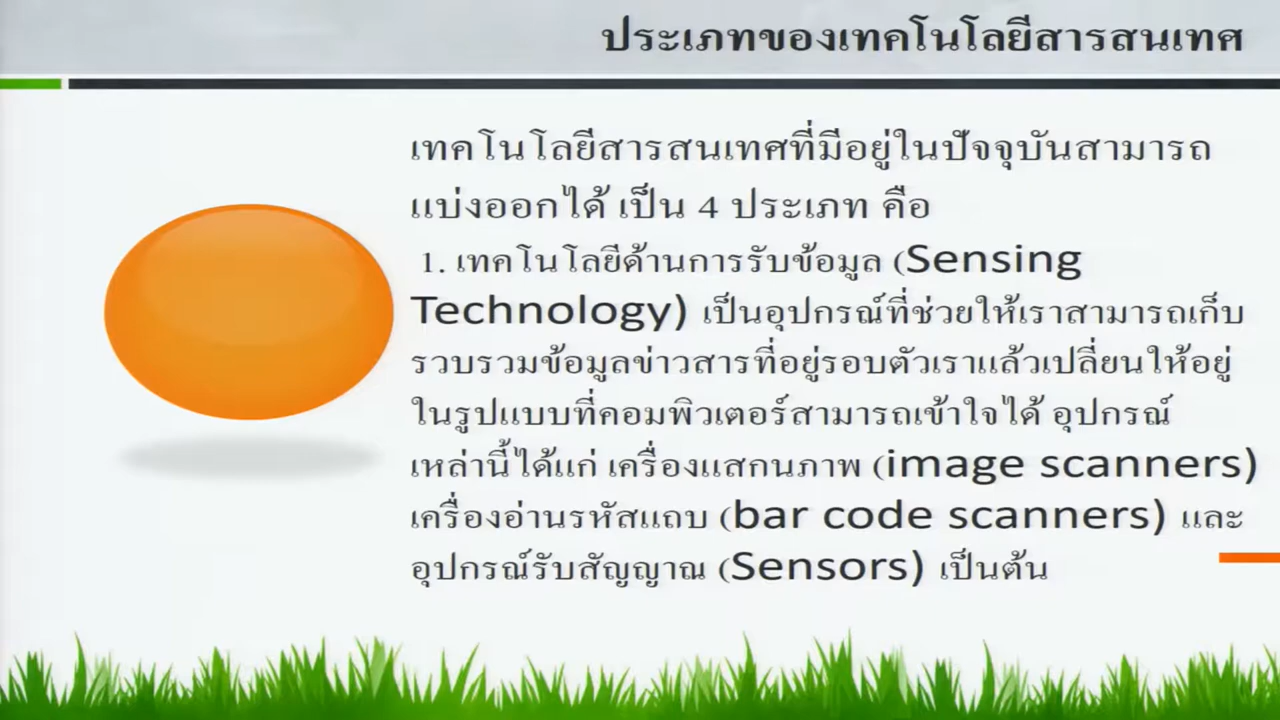 ประเภทของเทคโนโลยีสารสนเทศ
เทคโนโลยีสารสนเทศที่มีอยู่ในปัจจุบันสามารถ
แบ่งออกได้ เป็น 4 ประเภท คือ
1. เทคโนโลยีด้านการรับข้อมูล (Sensing
Technology) เป็นอุปกรณ์ที่ช่วยให้เราสามารถเก็บ
รวบรวมข้อมูลข่าวสารที่อยู่รอบตัวเราแล้วเปลี่ยนให้อยู่
ในรูปแบบที่คอมพิวเตอร์สามารถเข้าใจได้ อุปกรณ์
เหล่านี้ได้แก่ เครื่องแสกนภาพ (image scanners)
เครื่องอ่านรหัสแถบ (bar code scanners) และ
อุปกรณ์รับสัญญาณ (Sensors) เป็นต้น